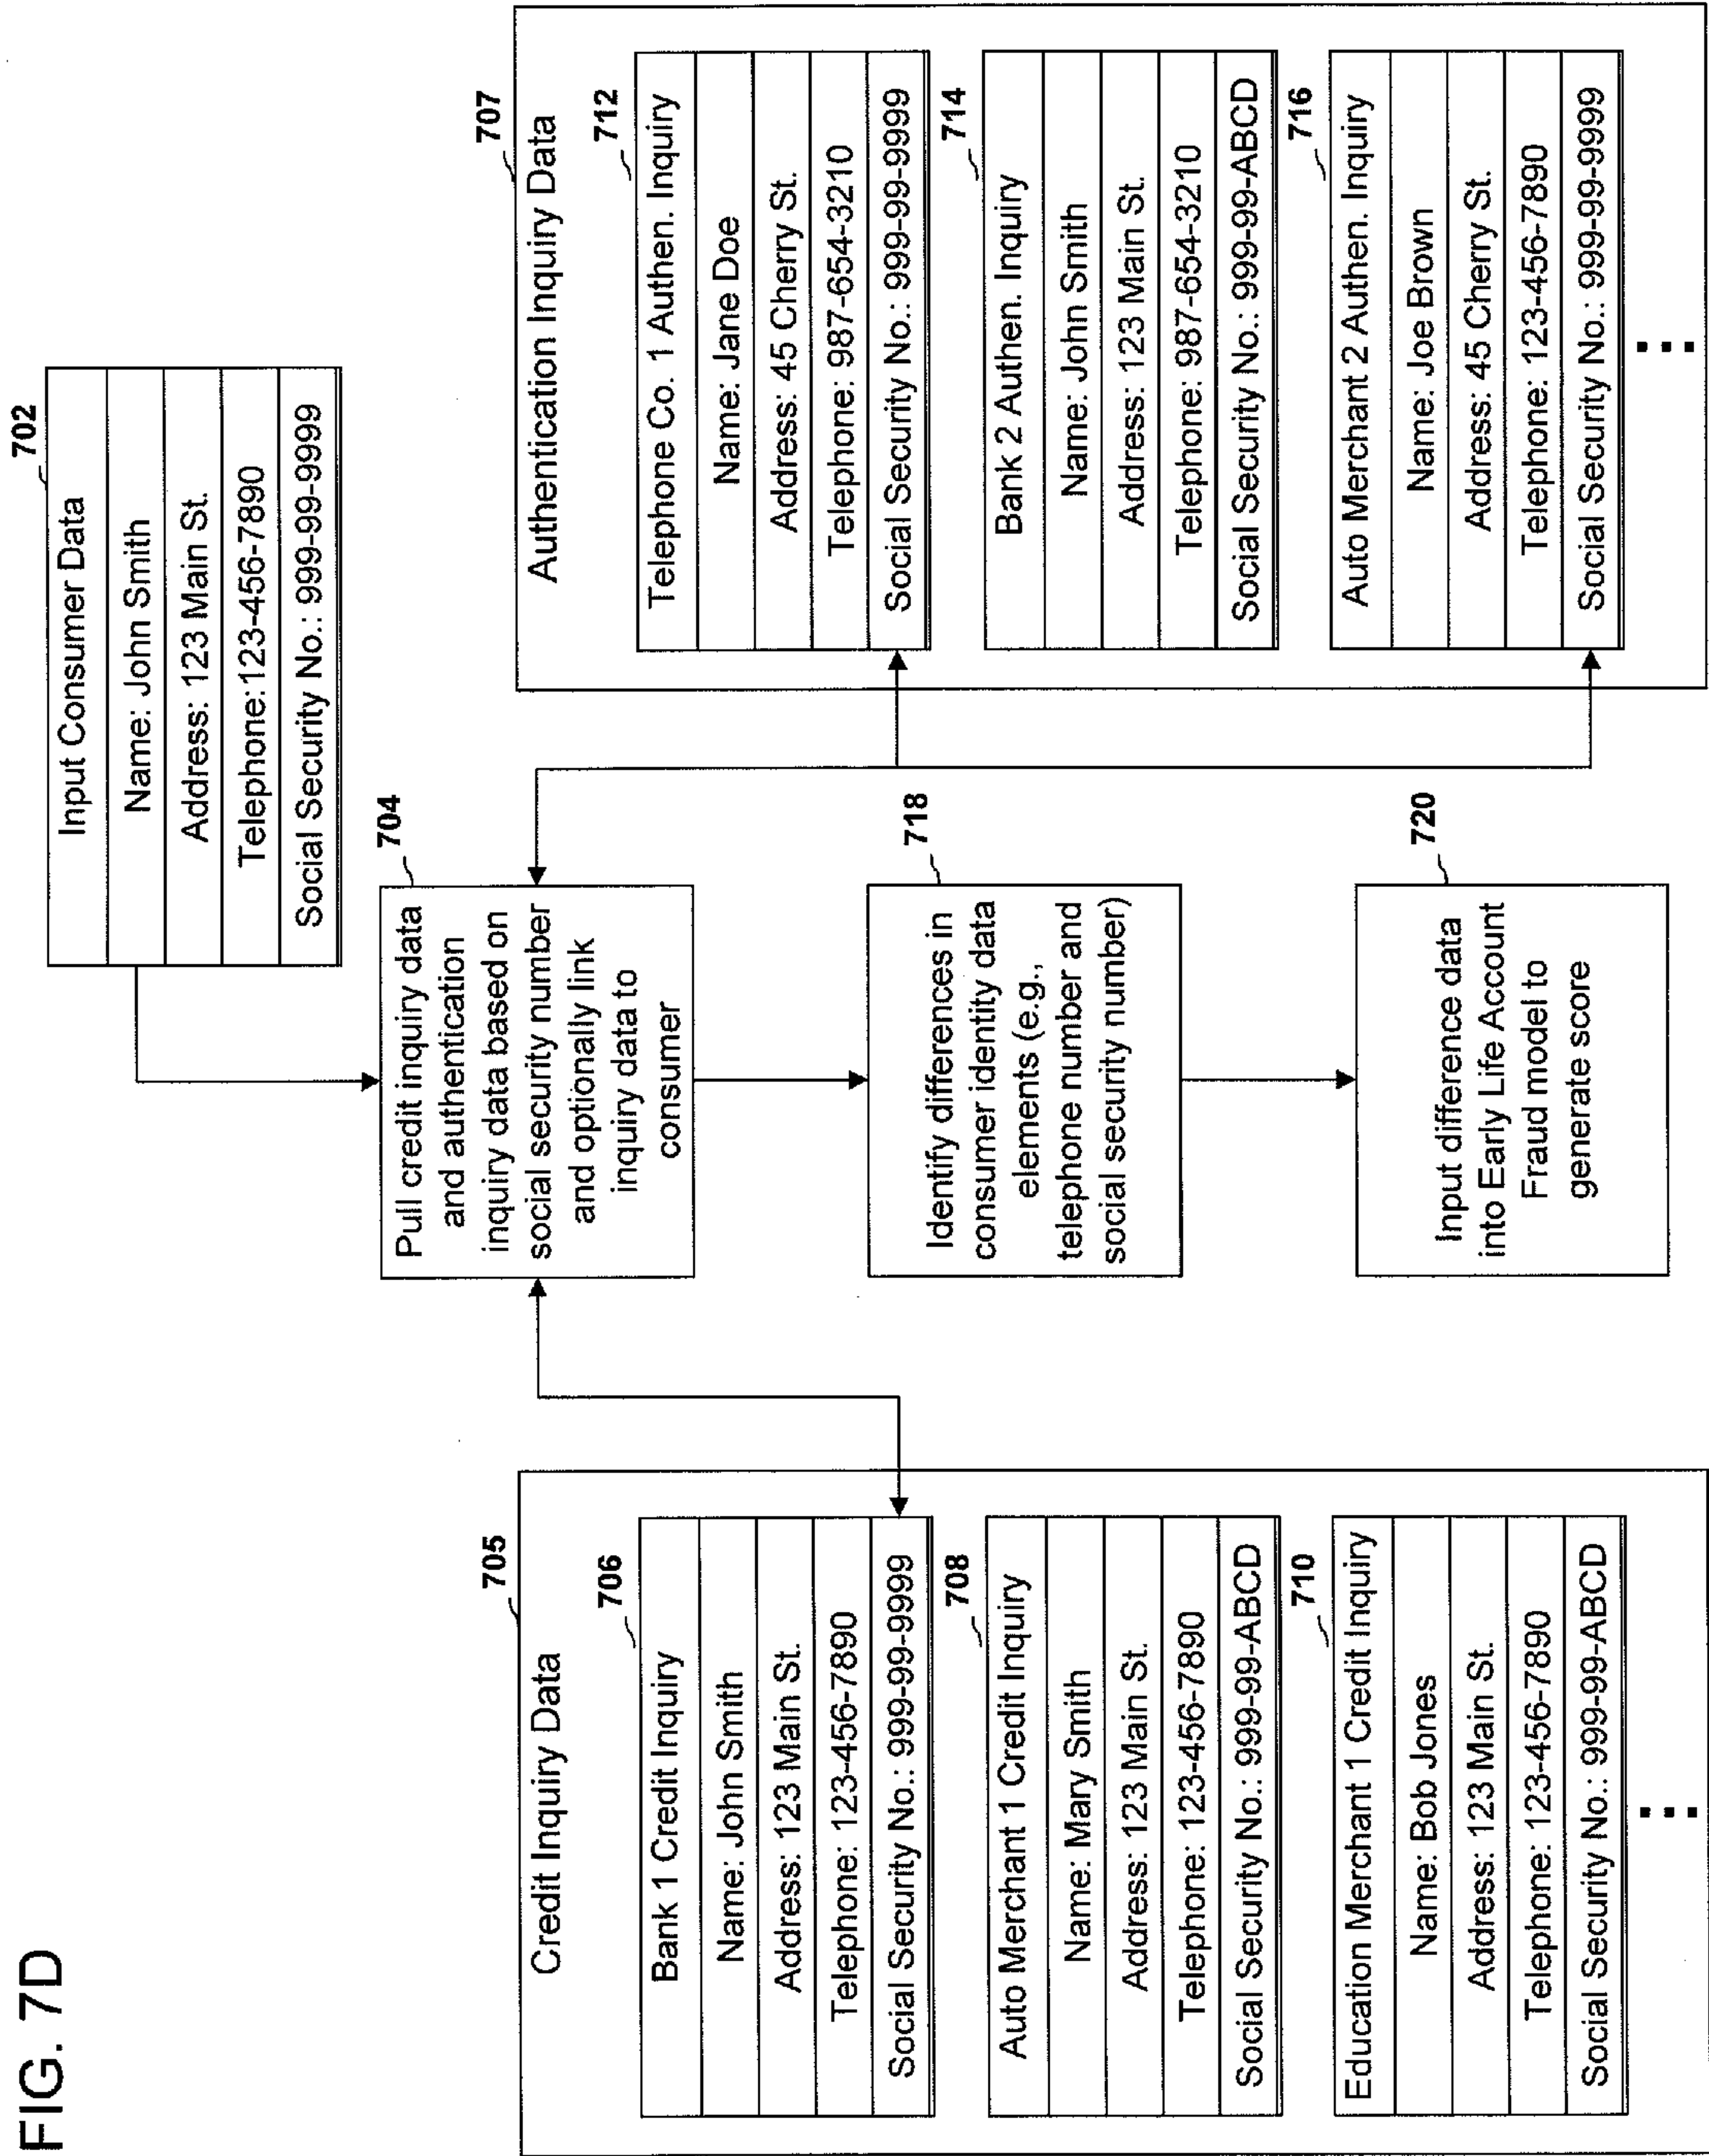 FIG. 7D
702
Input Consumer Data
Name: John Smith
Address: 123 Main St.
Telephone:123-456-7890
Social Security No.: 999-99-9999
704
Pull credit inquiry data
and authentication
inquiry data based on
social security number
and optionally link
inquiry data to
consumer
705
Credit Inquiry Data
706
Bank 1 Credit Inquiry
Name: John Smith
Address: 123 Main St.
Telephone: 123-456-7890
Social Security No.: 999-99-9999
708
Auto Merchant 1 Credit Inquiry
Name: Mary Smith
Address: 123 Main St.
Telephone: 123-456-7890
Social Security No.: 999-99-ABCD
710
Education Merchant 1 Credit Inquiry
Name: Bob Jones
Address: 123 Main St.
Telephone: 123-456-7890
Social Security No.: 999-99-ABCD
707
Authentication Inquiry Data
712
Telephone Co. 1 Authen. Inquiry
Name: Jane Doe
Address: 45 Cherry St.
Telephone: 987-654-3210
Social Security No.: 999-99-9999
714
Bank 2 Authen. Inquiry
Name: John Smith
Address: 123 Main St.
Telephone: 987-654-3210
Social Security No.: 999-99-ABCD
716
Auto Merchant 2 Authen. Inquiry
Name: Joe Brown
Address: 45 Cherry St.
Telephone: 123-456-7890
Social Security No.: 999-99-9999
718
Identify differences in
consumer identity data
elements (e.g.,
telephone number and
social security number)
720
Input difference data
into Early Life Account
Fraud model to
generate score